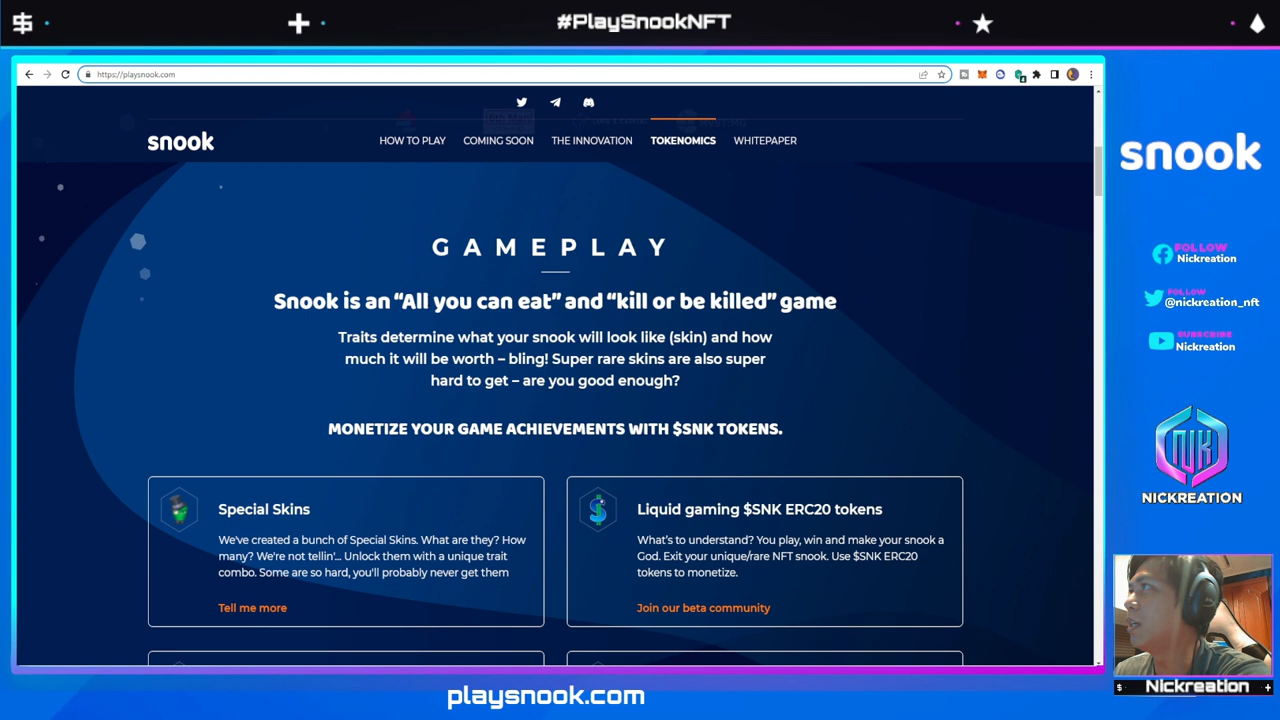 #PlaySnookNFT
https://playsnook.com
snook
HOW TO PLAY
COMING SOON
THE INNOVATION
TOKENOMICS
WHITEPAPER
GAMEPLAY
Snook is an “All you can eat” and “kill or be killed” game
Traits determine what your snook will look like (skin) and how
much it will be worth – bling! Super rare skins are also super
hard to get – are you good enough?
MONETIZE YOUR GAME ACHIEVEMENTS WITH $SNK TOKENS.
Special Skins
We've created a bunch of Special Skins. What are they? How
many? We're not tellin'... Unlock them with a unique trait
combo. Some are so hard, you'll probably never get them
Tell me more
Liquid gaming $SNK ERC20 tokens
What's to understand? You play, win and make your snook a
God. Exit your unique/rare NFT snook. Use $SNK ERC20
tokens to monetize.
Join our beta community
snook
FOLLOW
Nickreation
FOLLOW
@nickreation_nft
SUBSCRIBE
Nickreation
NK
NICKREATION
Nickreation
playsnook.com